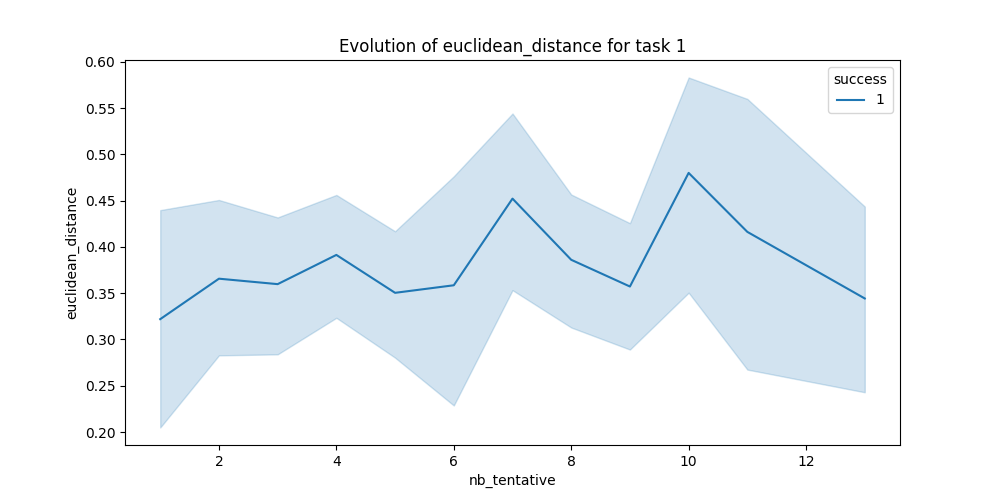 Evolution of euclidean_distance for task 1
success
1
0.60
0.55
0.50
0.45
0.40
0.35
0.30
0.25
0.20
euclidean_distance
2 4 6 8 10 12
nb_tentative